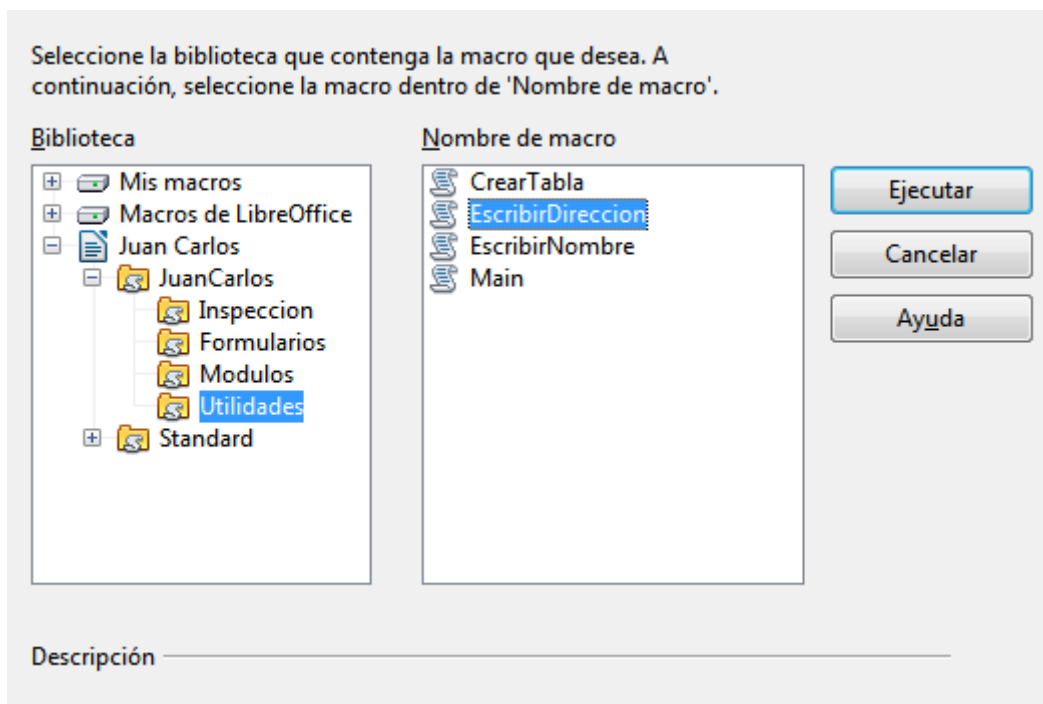 Seleccione la biblioteca que contenga la macro que desea. A
continuación, seleccione la macro dentro de 'Nombre de macro'.
Biblioteca
Mis macros
Macros de LibreOffice
Juan Carlos
JuanCarlos
Inspeccion
Formularios
Modulos
Utilidades
Standard
Nombre de macro
CrearTabla
EscribirDireccion
EscribirNombre
Main
Ejecutar
Cancelar
Ayuda
Descripción